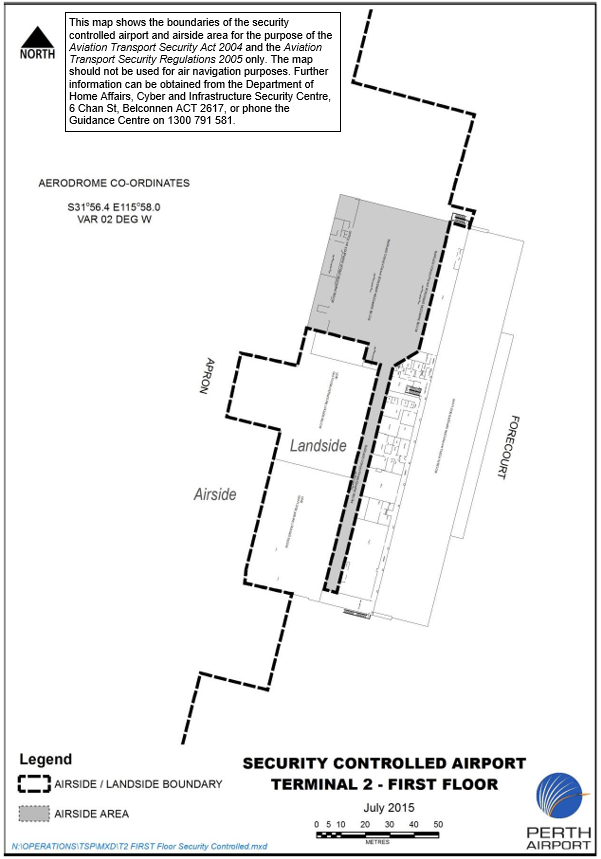 This map shows the boundaries of the security
controlled airport and airside area for the purpose of the
Aviation Transport Security Act 2004 and the Aviation
Transport Security Regulations 2005 only. The map
should not be used for air navigation purposes. Further
information can be obtained from the Department of
Home Affairs, Cyber and Infrastructure Security Centre,
6 Chan St, Belconnen ACT 2617, or phone the
Guidance Centre on 1300 791 581.
NORTH
AERODROME CO-ORDINATES
S31°56.4 E115°58.0
VAR 02 DEG W
APRON
Landside
FORECOURT
Airside
Legend
AIRSIDE / LANDSIDE BOUNDARY
AIRSIDE AREA
SECURITY CONTROLLED AIRPORT
TERMINAL 2 - FIRST FLOOR
July 2015
0 5 10 20 30 40 50
METRES
PERTH
AIRPORT
N:\OPERATIONS\TSP\MXD\T2 FIRST Floor Security Controlled.mxd